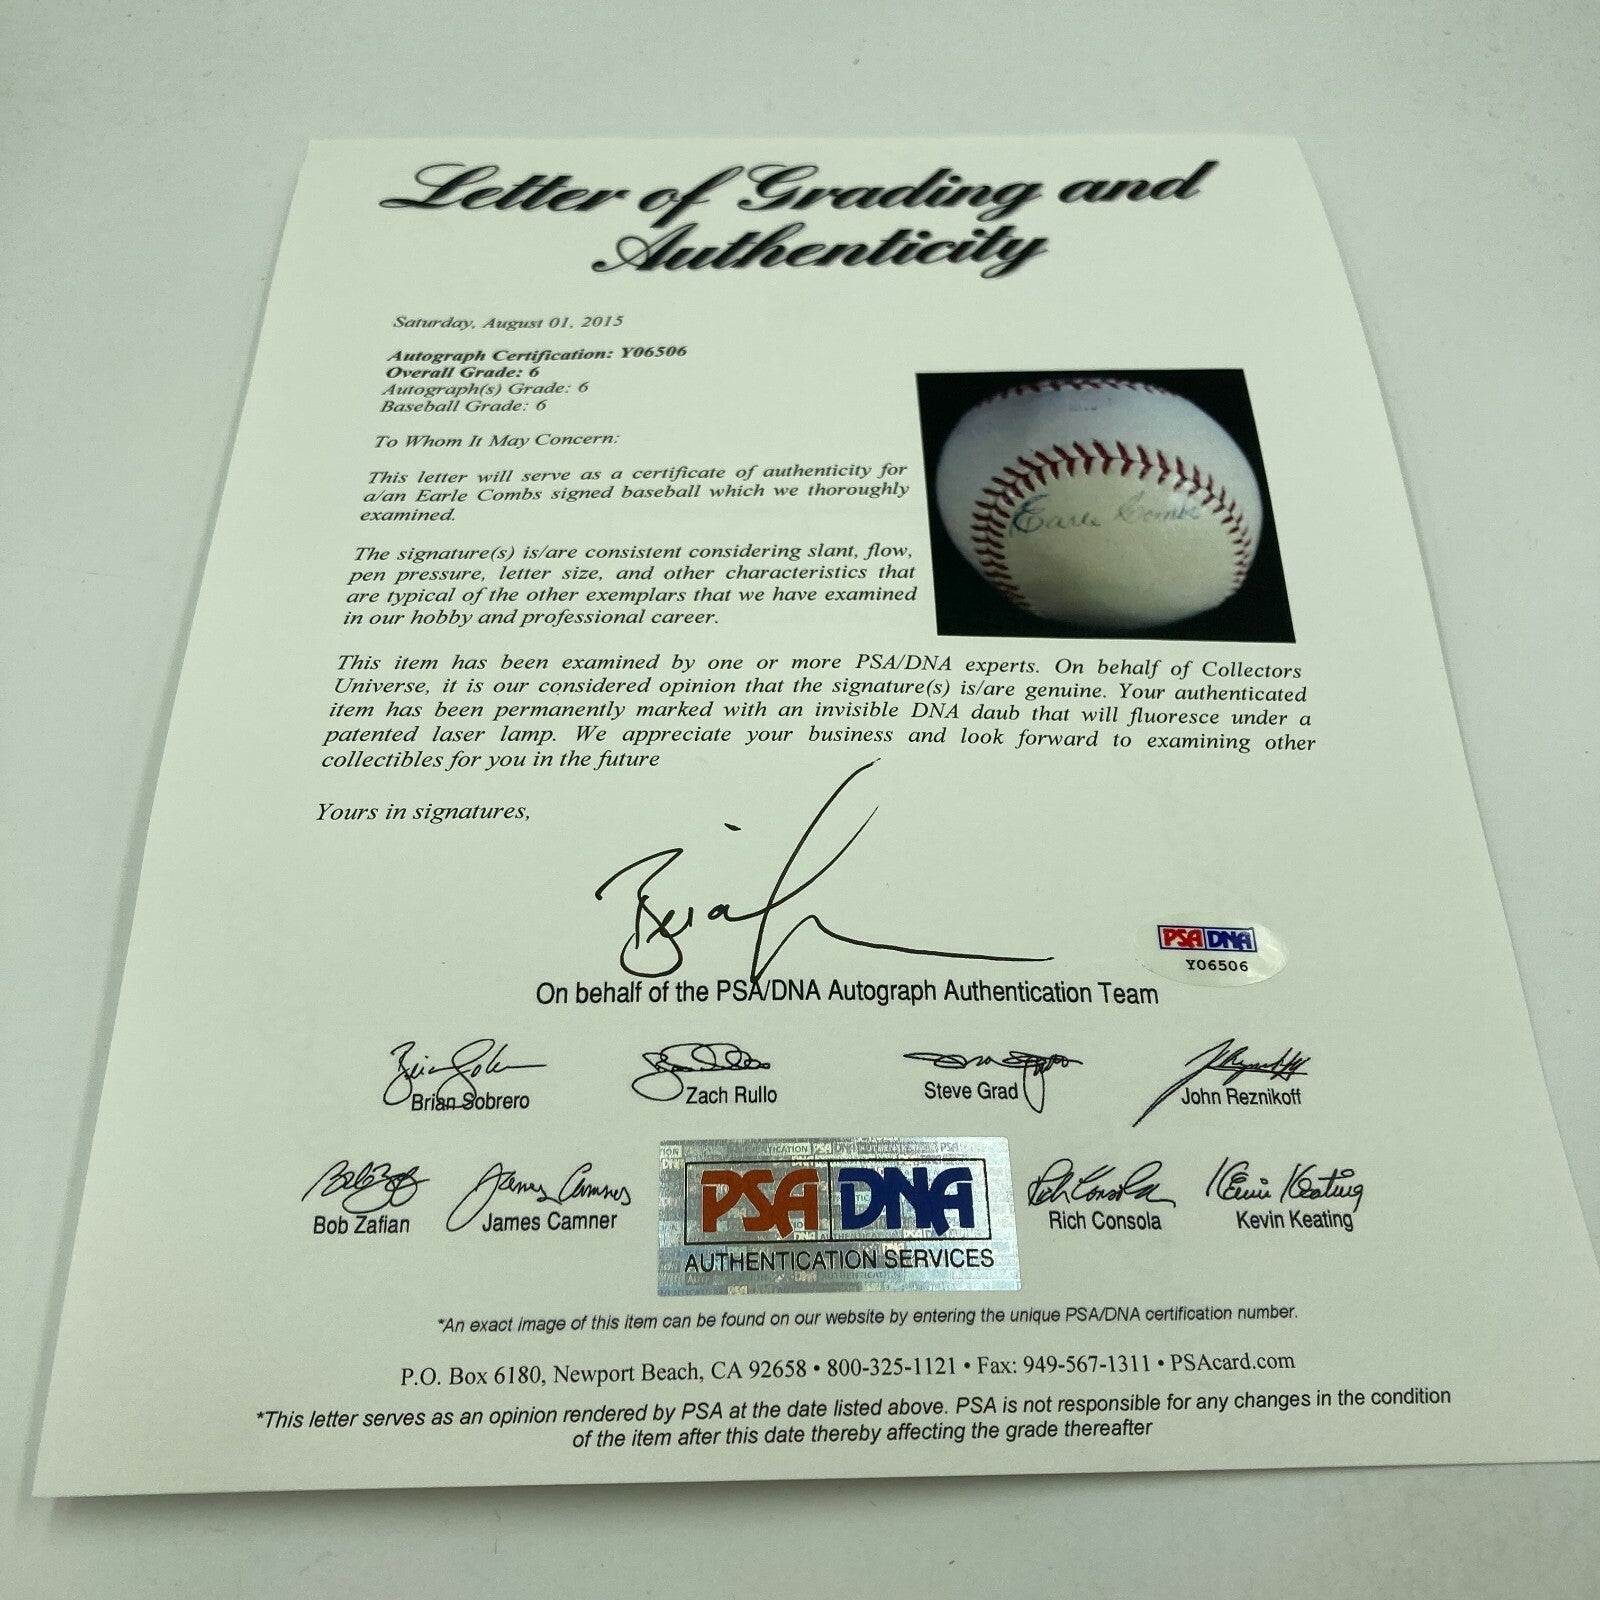 Letter of Grading and
Authenticity
Saturday, August 01, 2015
Autograph Certification: Y06506
Overall Grade: 6
Autograph(s) Grade: 6
Baseball Grade: 6
To Whom It May Concern:
This letter will serve as a certificate of authenticity for
a/an Earle Combs signed baseball which we thoroughly
examined.
Earle Combs
The signature(s) is/are consistent considering slant, flow,
pen pressure, letter size, and other characteristics that
are typical of the other exemplars that we have examined
in our hobby and professional career.
This item has been examined by one or more PSA/DNA experts. On behalf of Collectors
Universe, it is our considered opinion that the signature(s) is/are genuine. Your authenticated
item has been permanently marked with an invisible DNA daub that will fluoresce under a
patented laser lamp. We appreciate your business and look forward to examining other
collectibles for you in the future
Yours in signatures,
PSA DNA
Y06506
On behalf of the PSA/DNA Autograph Authentication Team
Brian Sobrero Zach Rullo Steve Grad John Reznikoff
James Camner Kevin Keating
Bob Zafian James Camner Rich Consola Kevin Keating
PSA DNA
AUTHENTICATION SERVICES
*An exact image of this item can be found on our website by entering the unique PSA/DNA certification number.
P.O. Box 6180, Newport Beach, CA 92658 • 800-325-1121 • Fax: 949-567-1311 • PSAcard.com
*This letter serves as an opinion rendered by PSA at the date listed above. PSA is not responsible for any changes in the condition
of the item after this date thereby affecting the grade thereafter